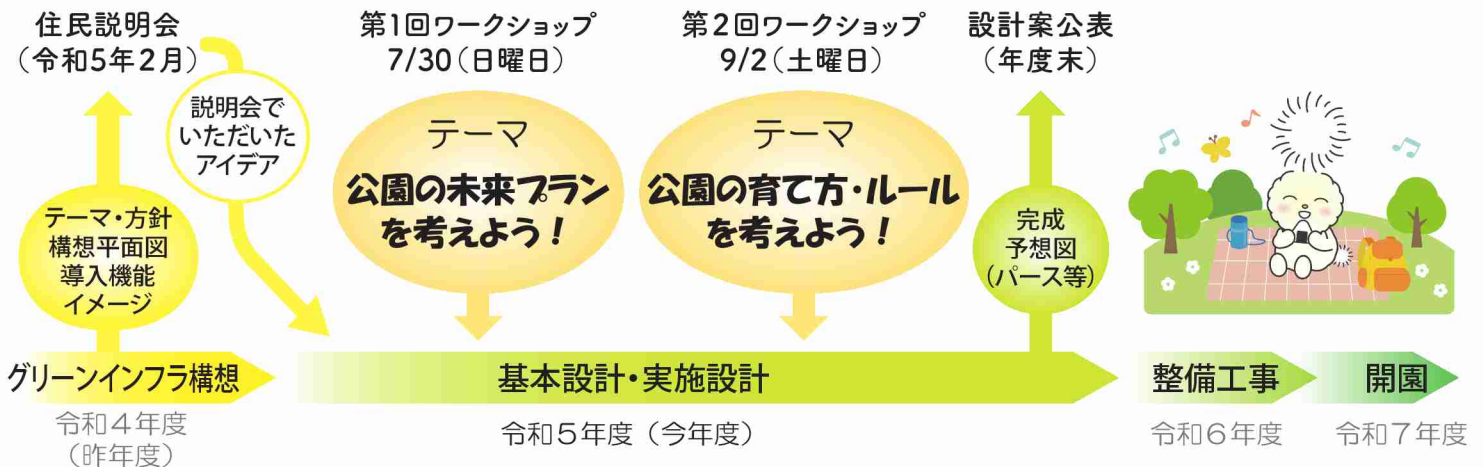 住民説明会
(令和5年2月)
説明会で
いただいた
アイデア
テーマ・方針
構想平面図
導入機能
イメージ
グリーンインフラ構想
令和4年度
(昨年度)
第1回ワークショップ
7/30(日曜日)
テーマ
公園の未来プラン
を考えよう!
第2回ワークショップ
9/2(土曜日)
テーマ
公園の育て方・ルール
を考えよう!
設計案公表
(年度末)
完成
予想図
(パース等)
基本設計・実施設計
令和5年度(今年度)
整備工事
令和6年度
開園
令和7年度